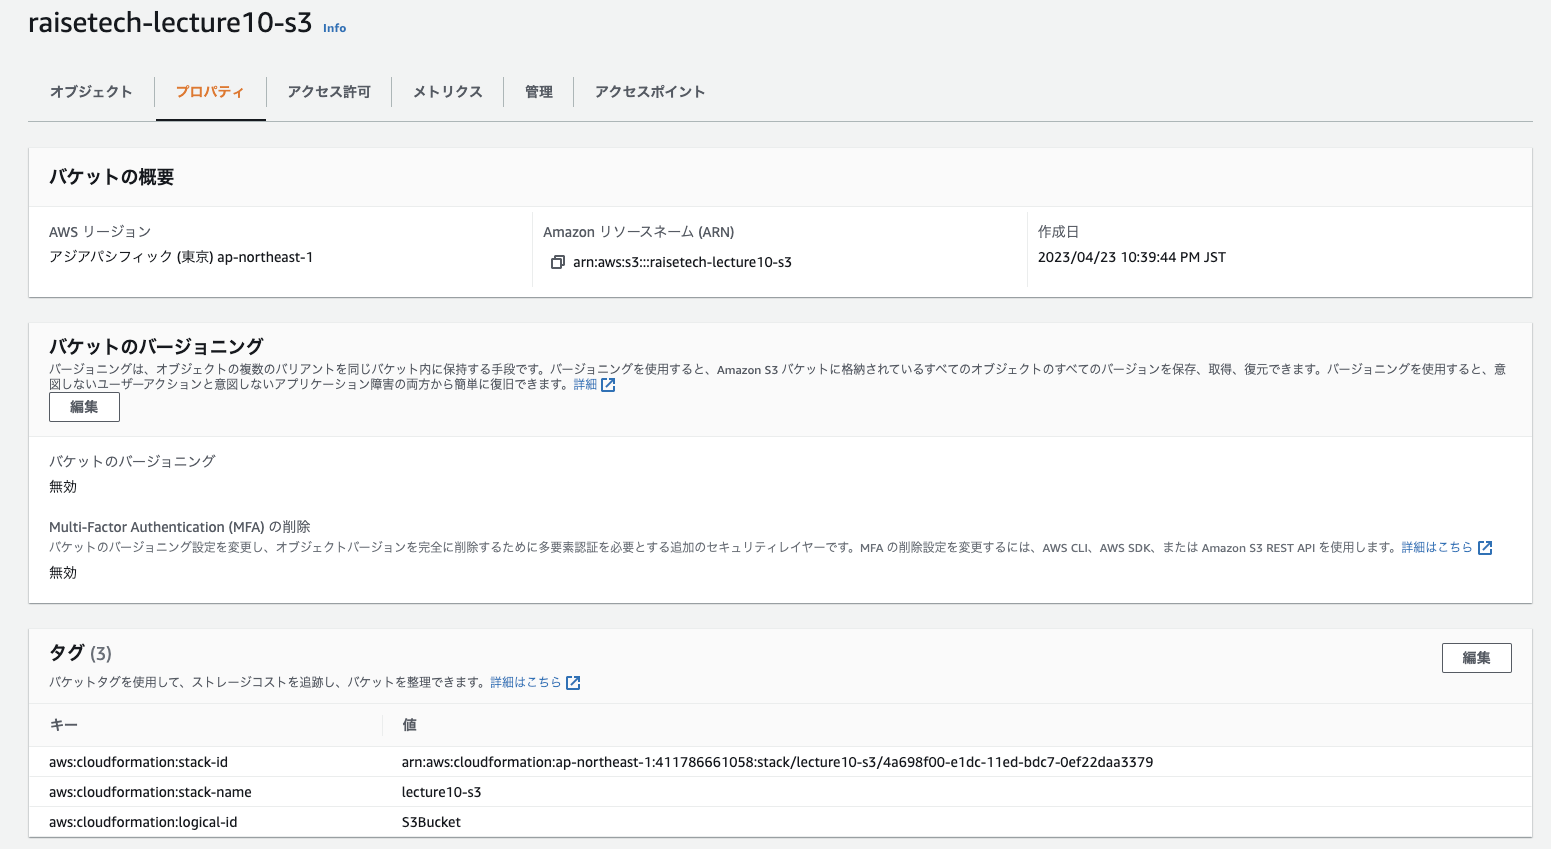 raisetech-lecture10-s3 Info
オブジェクト プロパティ アクセス許可 メトリクス 管理 アクセスポイント
バケットの概要
AWS リージョン
アジアパシフィック (東京) ap-northeast-1
Amazon リソースネーム (ARN)
arn:aws:s3:::raisetech-lecture10-s3
作成日
2023/04/23 10:39:44 PM JST
バケットのバージョニング
バージョニングは、オブジェクトの複数のバリアントを同じバケット内に保持する手段です。バージョニングを使用すると、Amazon S3 バケットに格納されているすべてのオブジェクトのすべてのバージョンを保存、取得、復元できます。バージョニングを使用すると、意
図しないユーザーアクションと意図しないアプリケーション障害の両方から簡単に復旧できます。詳細
編集
バケットのバージョニング
無効
Multi-Factor Authentication (MFA) の削除
バケットのバージョニング設定を変更し、オブジェクトバージョンを完全に削除するために多要素認証を必要とする追加のセキュリティレイヤーです。MFA の削除設定を変更するには、AWS CLI、AWS SDK、または Amazon S3 REST API を使用します。詳細はこちら
無効
タグ (3)
編集
バケットタグを使用して、ストレージコストを追跡し、バケットを整理できます。詳細はこちら
キー 値
aws:cloudformation:stack-id arn:aws:cloudformation:ap-northeast-1:411786661058:stack/lecture10-s3/4a698f00-e1dc-11ed-bdc7-0ef22daa3379
aws:cloudformation:stack-name lecture10-s3
aws:cloudformation:logical-id S3Bucket